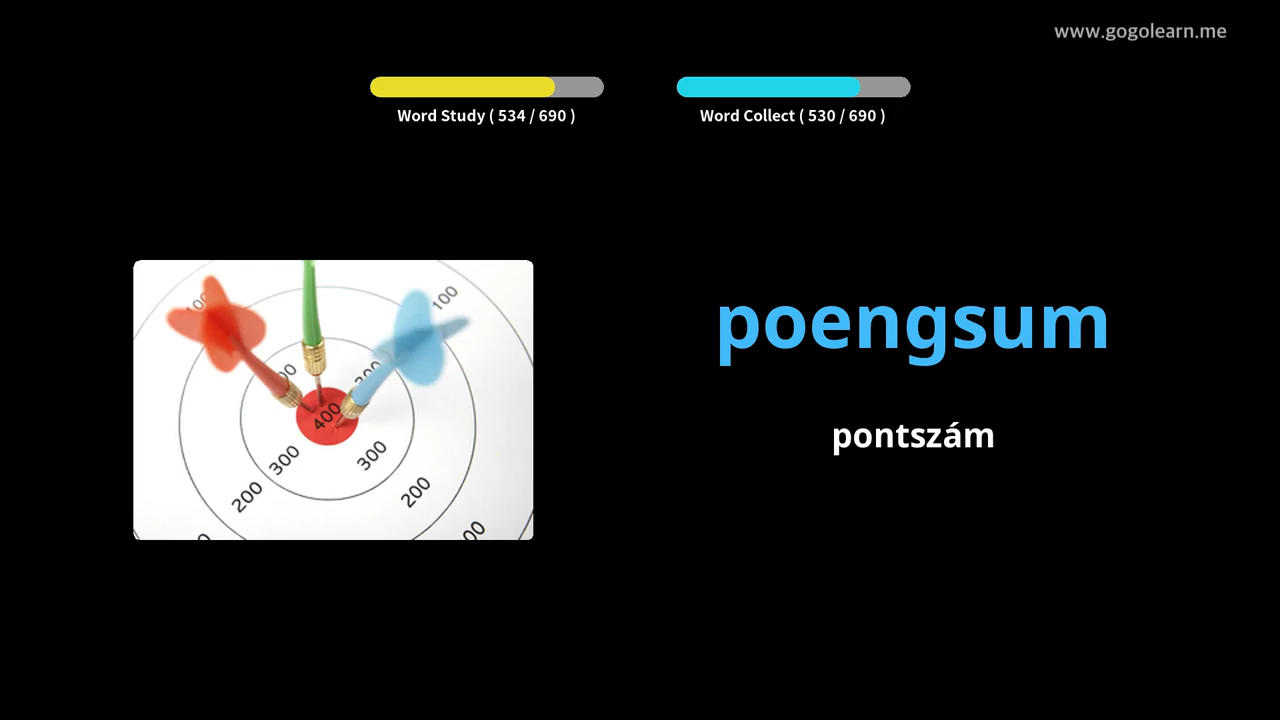 www.gogolearn.me
Word Study ( 534 / 690 )
Word Collect ( 530 / 690 )
100
100
400
300
300
200
200
poengsum
pontszám